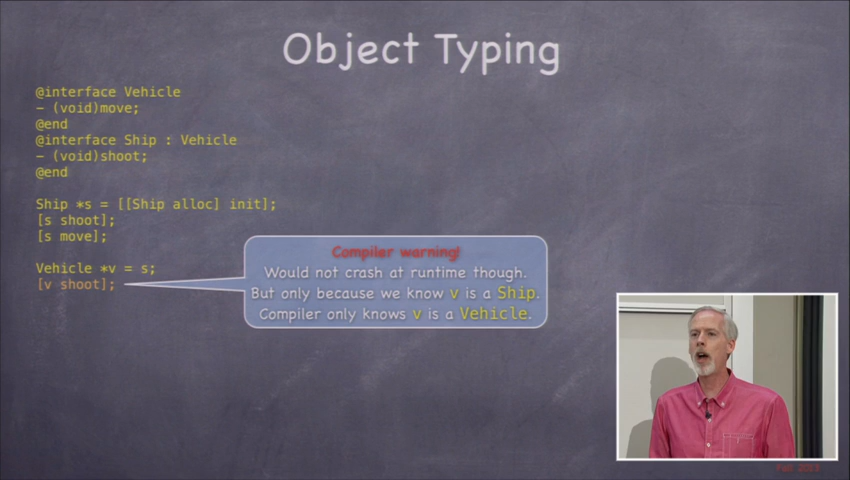 Object Typing
@interface Vehicle
- (void)move;
@end
@interface Ship : Vehicle
- (void)shoot;
@end
Ship *s = [[Ship alloc] init];
[s shoot];
[s move];
Vehicle *v = s;
[v shoot];
Compiler warning!
Would not crash at runtime though.
But only because we know v is a Ship.
Compiler only knows v is a Vehicle.
Fall 2013